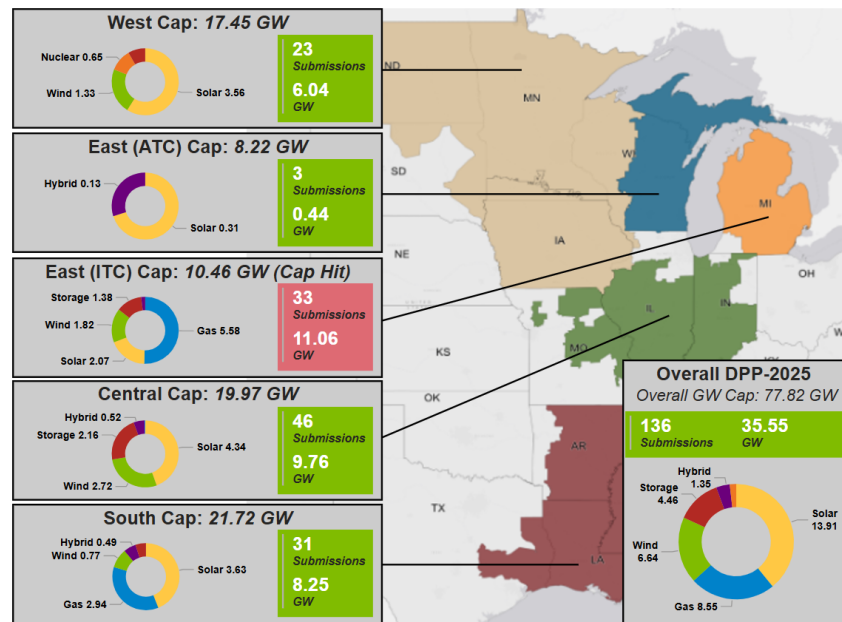 West Cap: 17.45 GW
Nuclear 0.65
Wind 1.33
Solar 3.56
23
Submissions
6.04
GW
East (ATC) Cap: 8.22 GW
Hybrid 0.13
Solar 0.31
3
Submissions
0.44
GW
East (ITC) Cap: 10.46 GW (Cap Hit)
Storage 1.38
Wind 1.82
Solar 2.07
Gas 5.58
33
Submissions
11.06
GW
Central Cap: 19.97 GW
Hybrid 0.52
Storage 2.16
Wind 2.72
Solar 4.34
46
Submissions
9.76
GW
South Cap: 21.72 GW
Hybrid 0.49
Wind 0.77
Gas 2.94
Solar 3.63
31
Submissions
8.25
GW
ND
MN
SD
WI
MI
IA
NE
OH
IL
IN
KS
MO
OK
AR
TX
LA
Overall DPP-2025
Overall GW Cap: 77.82 GW
136
Submissions
35.55
GW
Hybrid
1.35
Storage
4.46
Wind
6.64
Gas 8.55
Solar
13.91